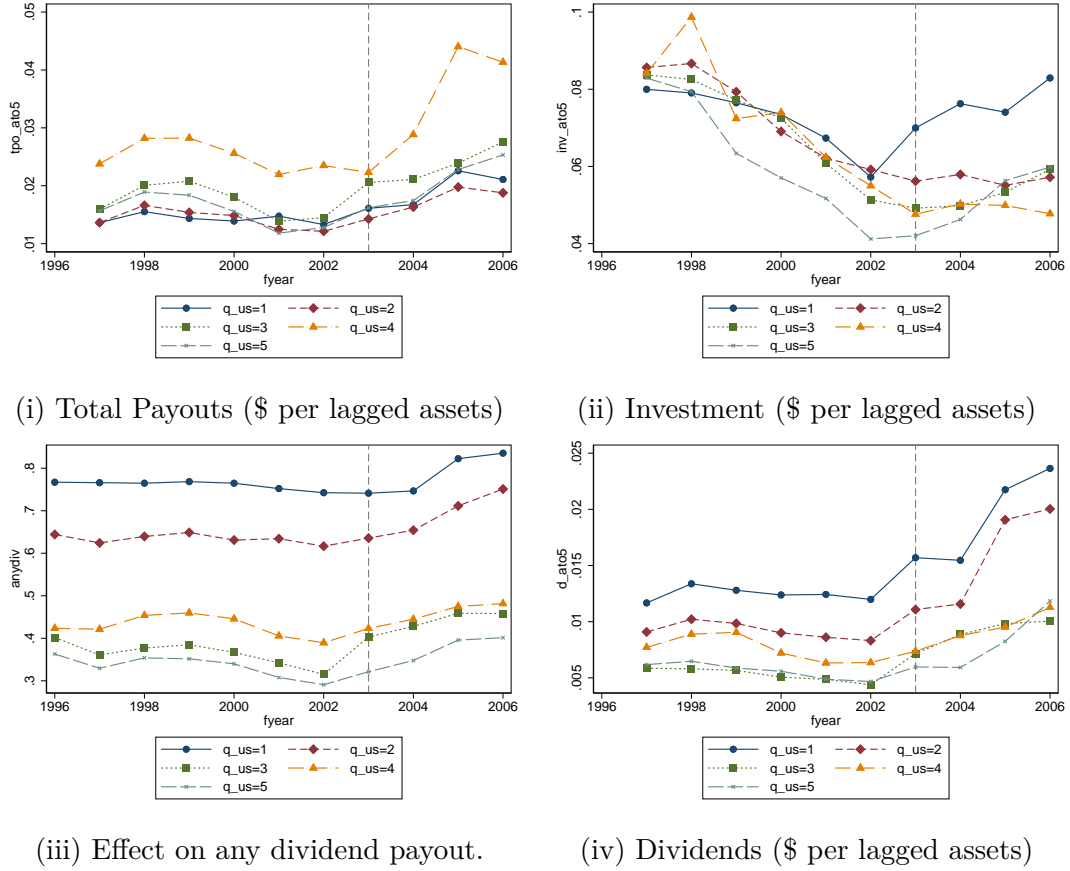 .05
.04
.03
.02
.01
tpo_ato5
1996 1998 2000 2002 2004 2006
fyear
q_us=1 q_us=2
q_us=3 q_us=4
q_us=5
(i) Total Payouts ($ per lagged assets)
.1
.08
.06
.04
inv_ato5
1996 1998 2000 2002 2004 2006
fyear
q_us=1 q_us=2
q_us=3 q_us=4
q_us=5
(ii) Investment ($ per lagged assets)
.8
.7
.6
.5
.4
.3
anydiv
1996 1998 2000 2002 2004 2006
fyear
q_us=1 q_us=2
q_us=3 q_us=4
q_us=5
(iii) Effect on any dividend payout.
.025
.02
.015
.01
.005
d_ato5
1996 1998 2000 2002 2004 2006
fyear
q_us=1 q_us=2
q_us=3 q_us=4
q_us=5
(iv) Dividends ($ per lagged assets)